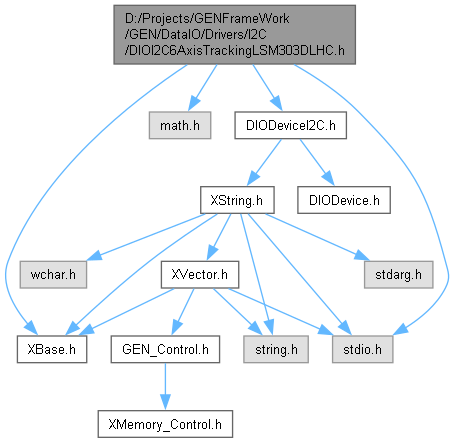 D:/Projects/GENFrameWork
/GEN/DataIO/Drivers/I2C
/DIOI2C6AxisTrackingLSM303DLHC.h
math.h
DIODeviceI2C.h
XString.h
DIODevice.h
wchar.h
XVector.h
stdarg.h
XBase.h
GEN_Control.h
string.h
stdio.h
XMemory_Control.h